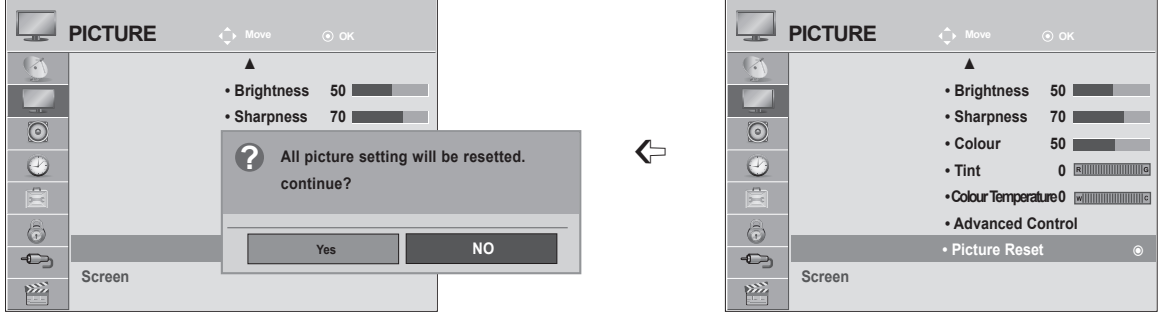 PICTURE Move OK
• Brightness 50
• Sharpness 70
All picture setting will be resetted.
continue?
Yes NO
Screen
PICTURE Move OK
• Brightness 50
• Sharpness 70
• Colour 50
• Tint 0 R G
• Colour Temperature 0 W C
• Advanced Control
• Picture Reset
Screen